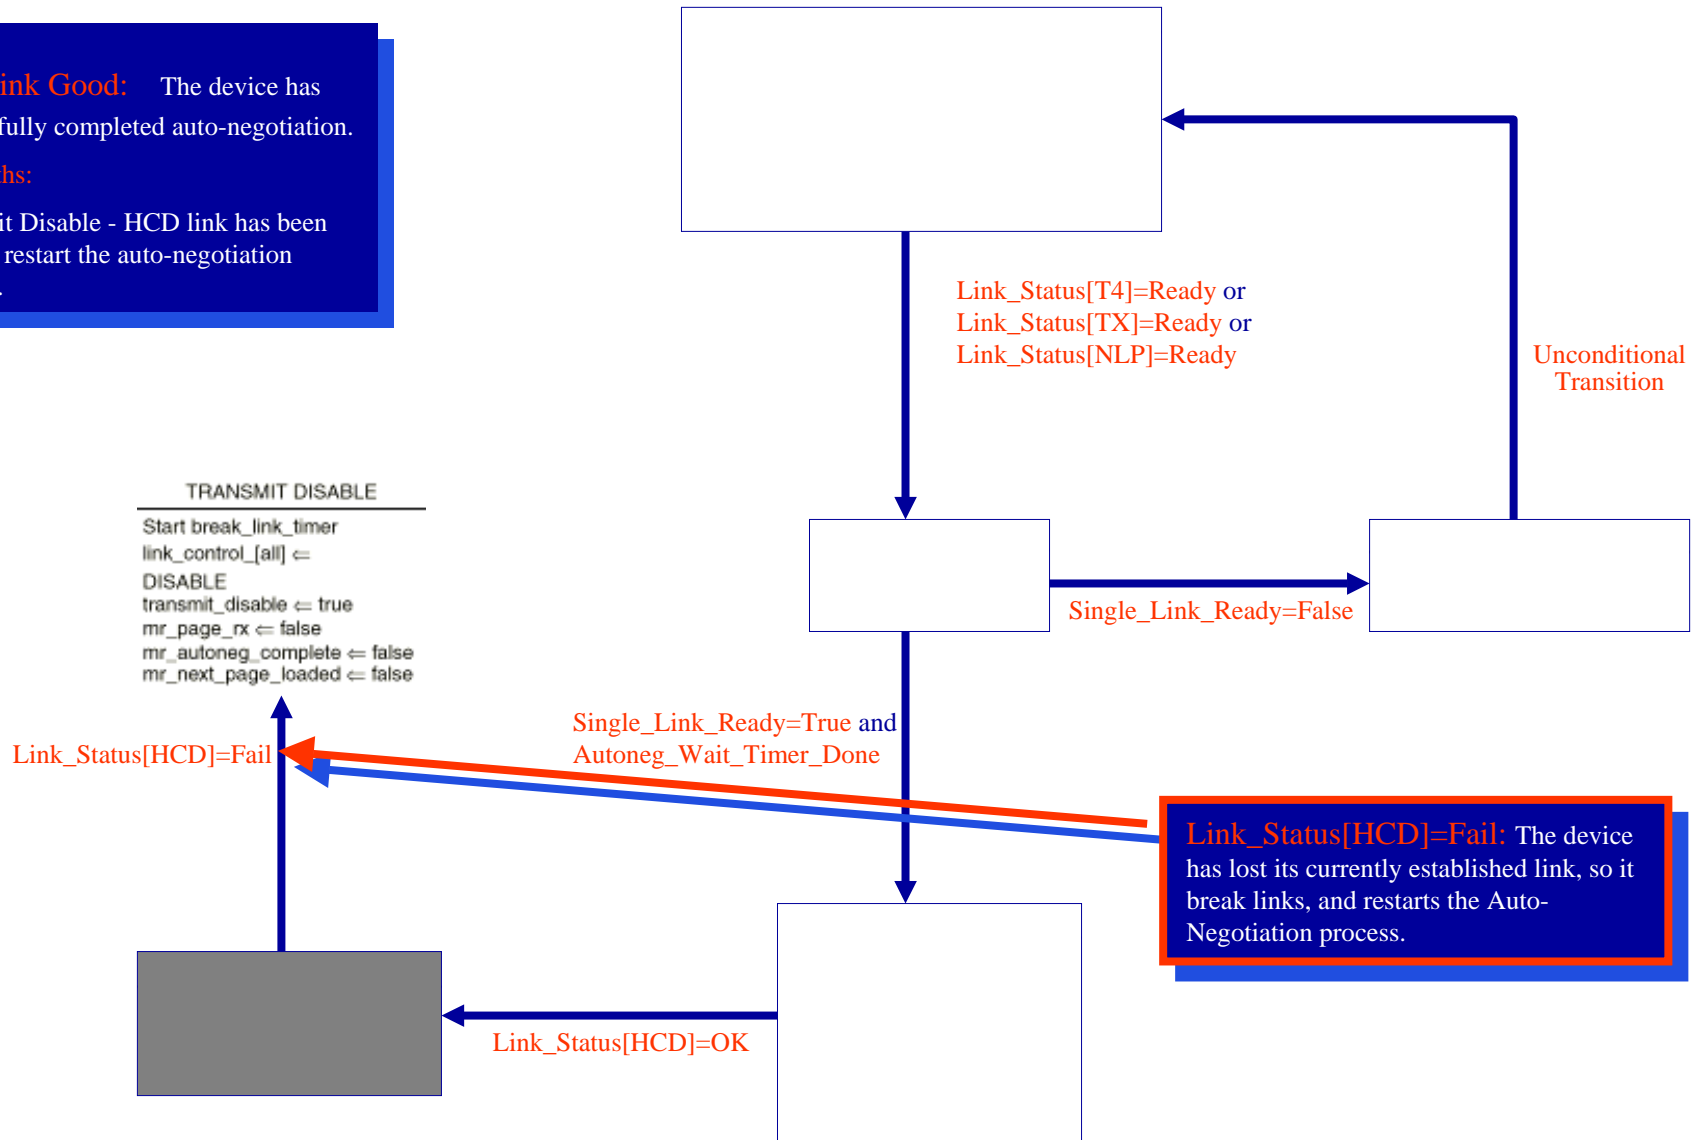 ink Good: The device has
fully completed auto-negotiation.
ths:
it Disable - HCD link has been
restart the auto-negotiation
.
Link_Status[T4]=Ready or
Link_Status[TX]=Ready or
Link_Status[NLP]=Ready
Unconditional
Transition
TRANSMIT DISABLE
Start break_link_timer
link_control_[all] ⇐
DISABLE
transmit_disable ⇐ true
mr_page_rx ⇐ false
mr_autoneg_complete ⇐ false
mr_next_page_loaded ⇐ false
Single_Link_Ready=False
Single_Link_Ready=True and
Autoneg_Wait_Timer_Done
Link_Status[HCD]=Fail
Link_Status[HCD]=Fail: The device
has lost its currently established link, so it
break links, and restarts the Auto-
Negotiation process.
Link_Status[HCD]=OK